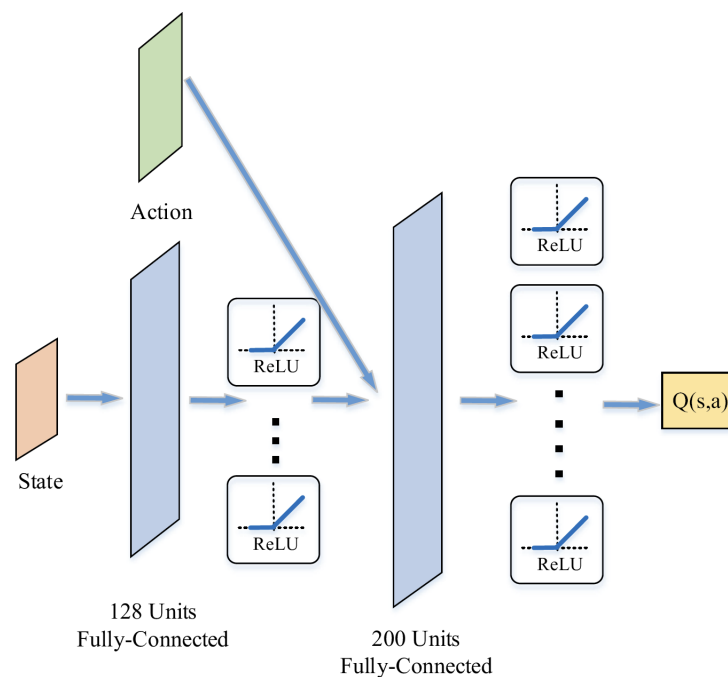 Action
State
128 Units
Fully-Connected
ReLU
ReLU
200 Units
Fully-Connected
ReLU
ReLU
ReLU
Q(s,a)